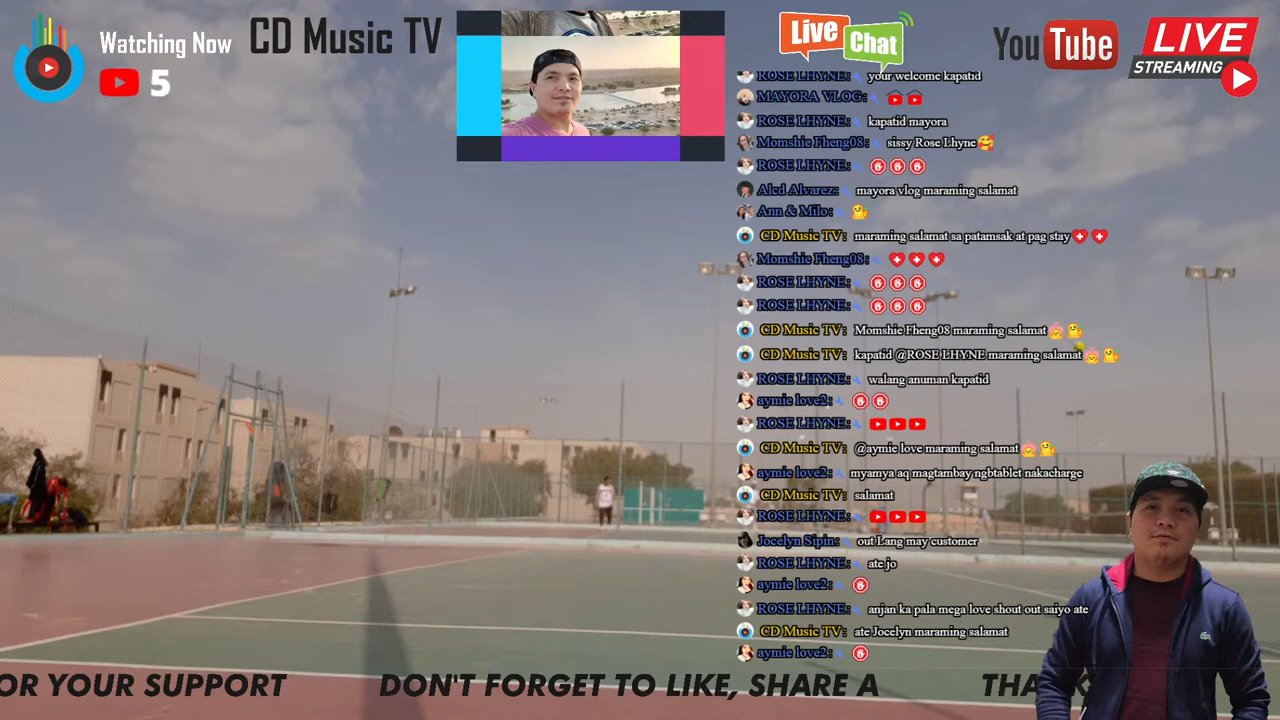 Watching Now
5
CD Music TV
Live
Chat
YouTube
LIVE
STREAMING
ROSE LHYNE: your welcome kapatid
MAYORA VLOG:
ROSE LHYNE: kapatid mayora
Momshie Fheng08: sissy Rose Lhyne🥰
ROSE LHYNE:
Alcd Alvarez: mayora vlog maraming salamat
Ann & Milo:
CD Music TV: maraming salamat sa patamsak at pag stay
Momshie Fheng08:
ROSE LHYNE:
ROSE LHYNE:
CD Music TV: Momshie Fheng08 maraming salamat
CD Music TV: kapatid @ROSE LHYNE maraming salamat
ROSE LHYNE: walang anuman kapatid
aymie love2:
ROSE LHYNE:
CD Music TV: @aymie love maraming salamat
aymie love2: myamya aq magtambay ngbtablet nakacharge
CD Music TV: salamat
ROSE LHYNE:
Jocelyn Sipin: out Lang may customer
ROSE LHYNE: ate jo
aymie love2:
ROSE LHYNE: anjan ka pala mega love shout out saiyo ate
CD Music TV: ate Jocelyn maraming salamat
aymie love2:
OR YOUR SUPPORT DON'T FORGET TO LIKE, SHARE A THANK